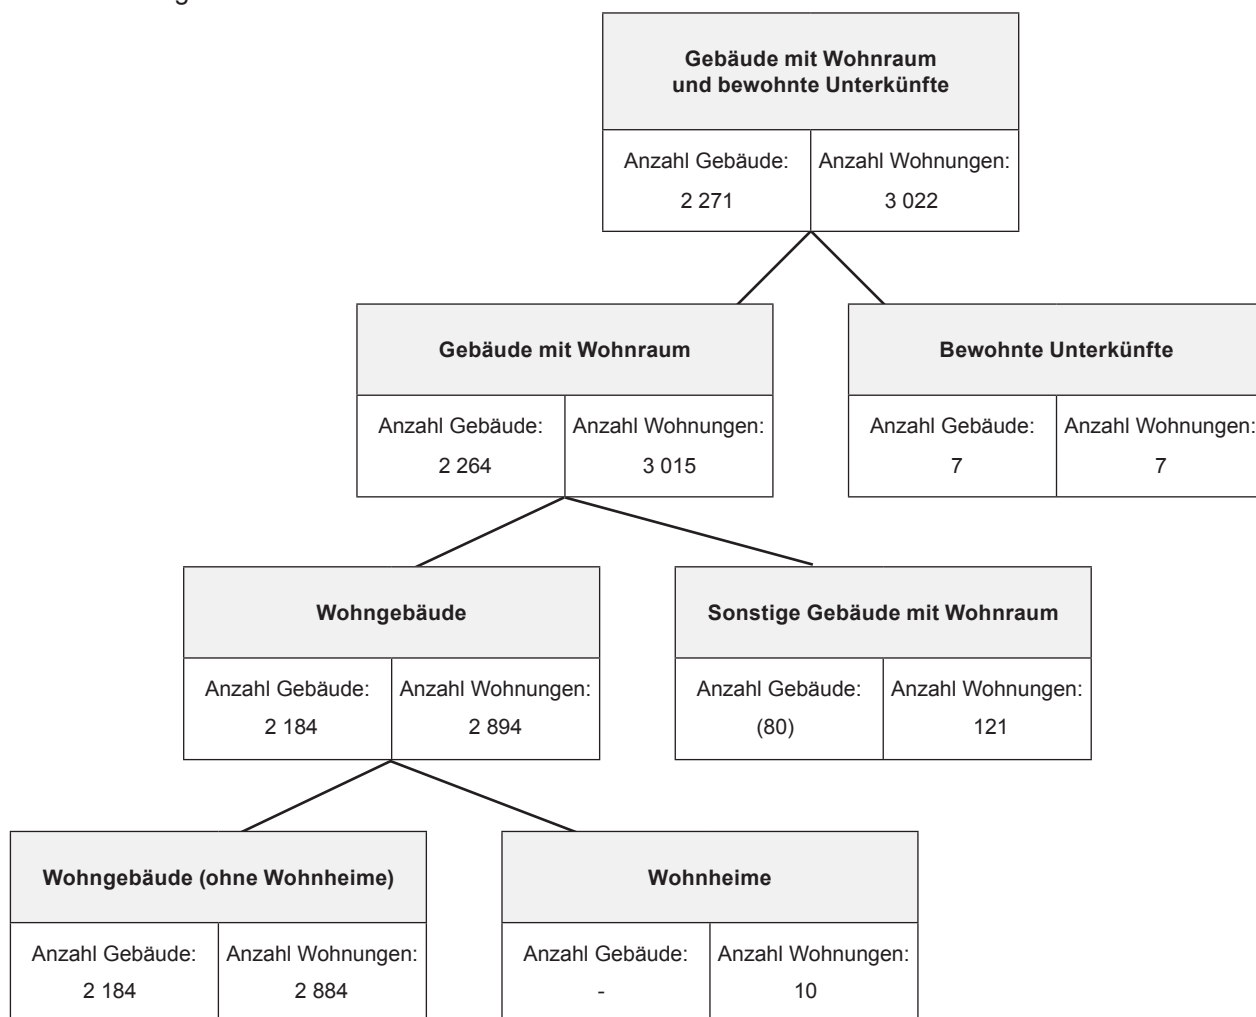 Gebäude mit Wohnraum
und bewohnte Unterkünfte
Anzahl Gebäude: Anzahl Wohnungen:
2 271 3 022
Gebäude mit Wohnraum Bewohnte Unterkünfte
Anzahl Gebäude: Anzahl Wohnungen: Anzahl Gebäude: Anzahl Wohnungen:
2 264 3 015 7 7
Wohngebäude Sonstige Gebäude mit Wohnraum
Anzahl Gebäude: Anzahl Wohnungen: Anzahl Gebäude: Anzahl Wohnungen:
2 184 2 894 (80) 121
Wohngebäude (ohne Wohnheime) Wohnheime
Anzahl Gebäude: Anzahl Wohnungen: Anzahl Gebäude: Anzahl Wohnungen:
2 184 2 884 - 10